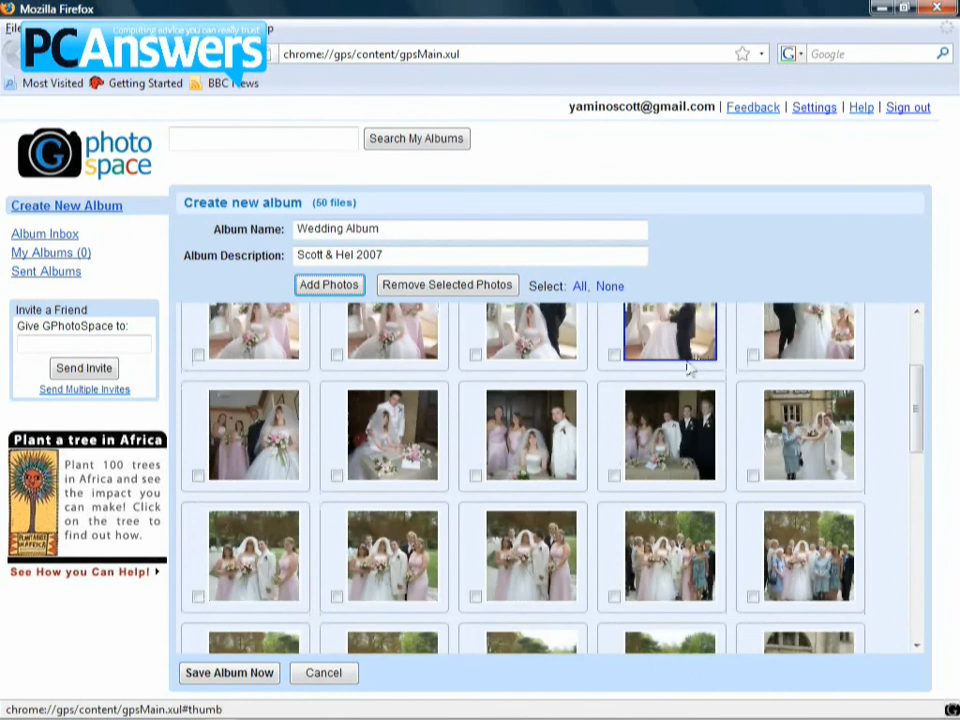 Mozilla Firefox
Computing advice you can really trust
PCAnswers
chrome://gps/content/gpsMain.xul
Google
Most Visited
Getting Started
BBC News
yaminoscott@gmail.com | Feedback | Settings | Help | Sign out
G photo space
Search My Albums
Create New Album
Album Inbox
My Albums (0)
Sent Albums
Create new album (50 files)
Album Name: Wedding Album
Album Description: Scott & Hel 2007
Add Photos
Remove Selected Photos
Select: All, None
Invite a Friend
Give GPhotoSpace to:
Send Invite
Send Multiple Invites
Plant a tree in Africa
Plant 100 trees
in Africa and see
the impact you
can make! Click
on the tree to
find out how.
See How you Can Help!
Save Album Now
Cancel
chrome://gps/content/gpsMain.xul#thumb